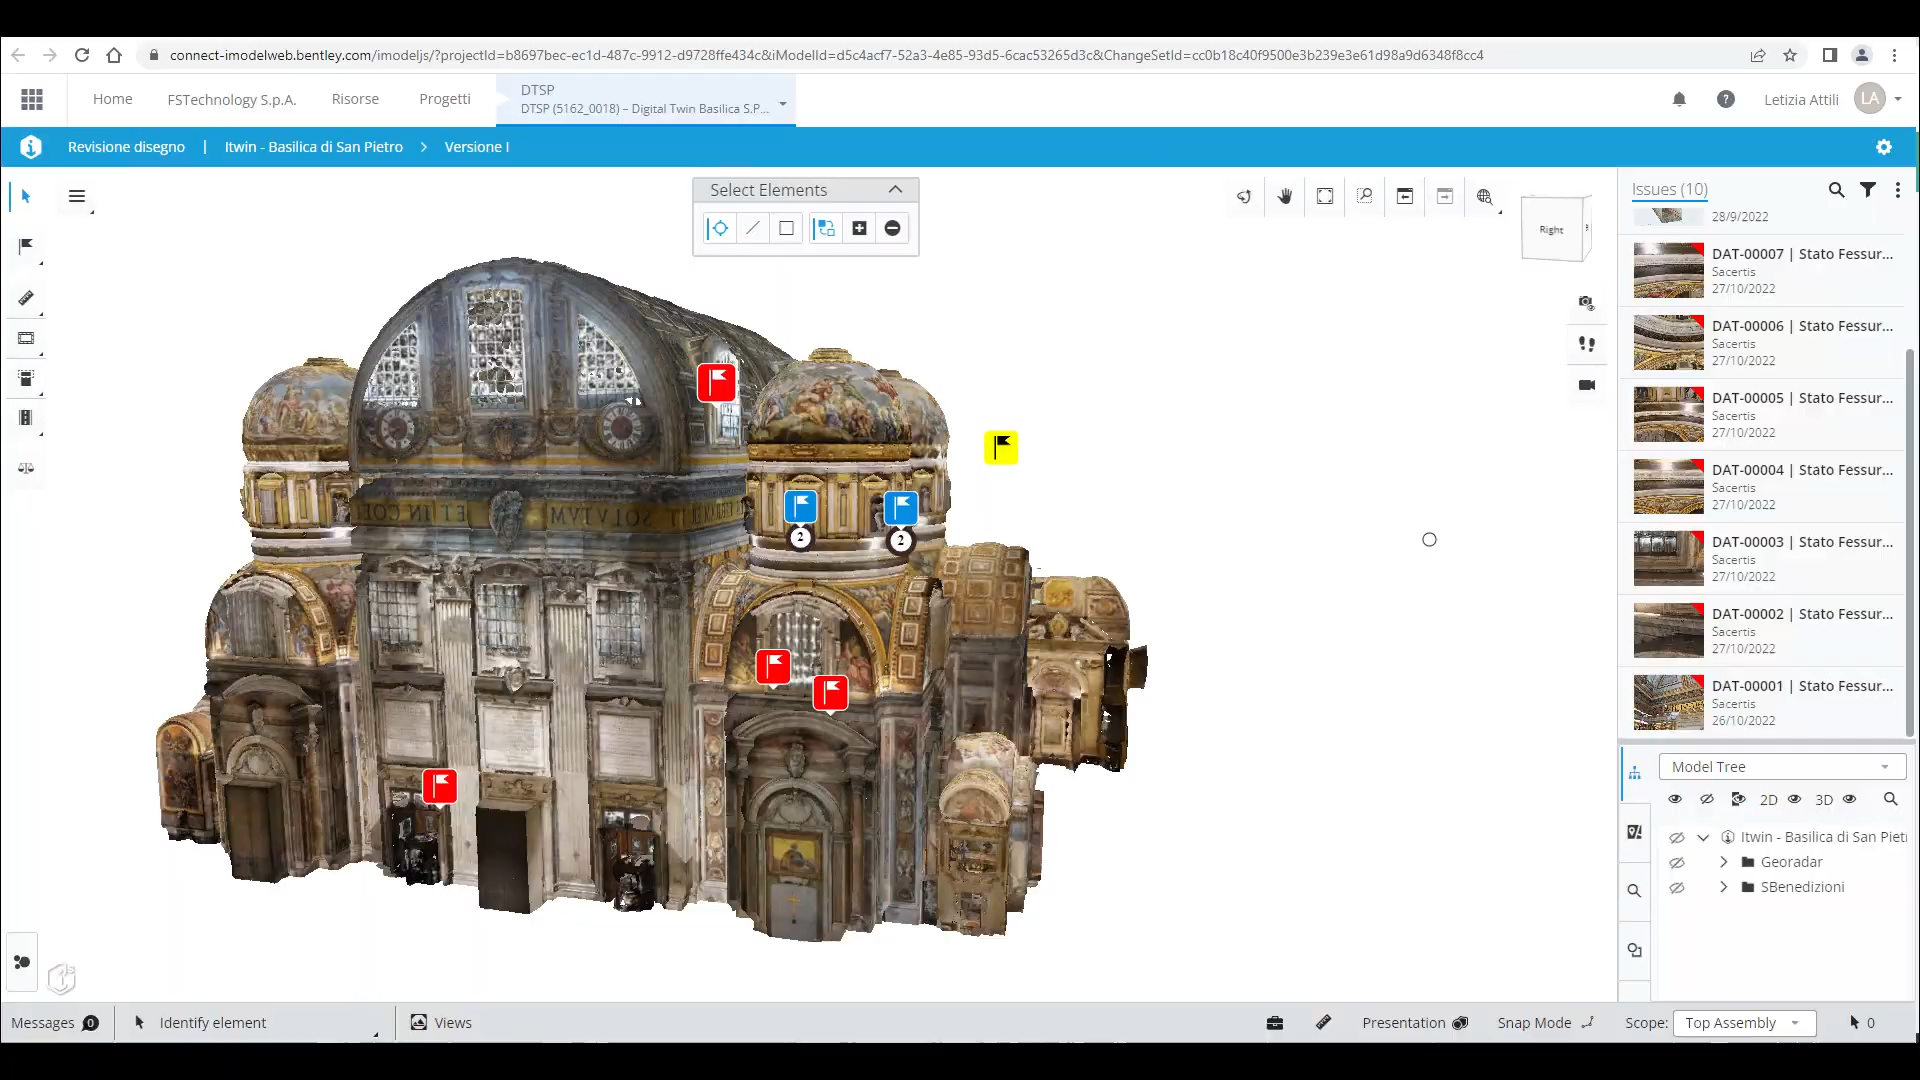 connect-imodelweb.bentley.com/imodeljs/?projectId=b8697bec-ec1d-487c-9912-d9728ffe434c&iModelId=d5c4acf7-52a3-4e85-93d5-6cac53265d3c&ChangeSetId=cc0b18c40f9500e3b239e3e61d98a9d6348f8cc4
Home
FSTechnology S.p.A.
Risorse
Progetti
DTSP
DTSP (5162_0018) – Digital Twin Basilica S.P...
Letizia Attili
LA
Revisione disegno | Itwin - Basilica di San Pietro > Versione I
Select Elements
Right
Issues (10)
28/9/2022
DAT-00007 | Stato Fessur...
Sacertis
27/10/2022
DAT-00006 | Stato Fessur...
Sacertis
27/10/2022
DAT-00005 | Stato Fessur...
Sacertis
27/10/2022
DAT-00004 | Stato Fessur...
Sacertis
27/10/2022
DAT-00003 | Stato Fessur...
Sacertis
27/10/2022
DAT-00002 | Stato Fessur...
Sacertis
27/10/2022
DAT-00001 | Stato Fessur...
Sacertis
26/10/2022
2
2
ET IN COE
SOLVTVM
Model Tree
2D
3D
Itwin - Basilica di San Pietr
Georadar
SBenedizioni
Messages 0
Identify element
Views
Presentation
Snap Mode
Scope: Top Assembly
0